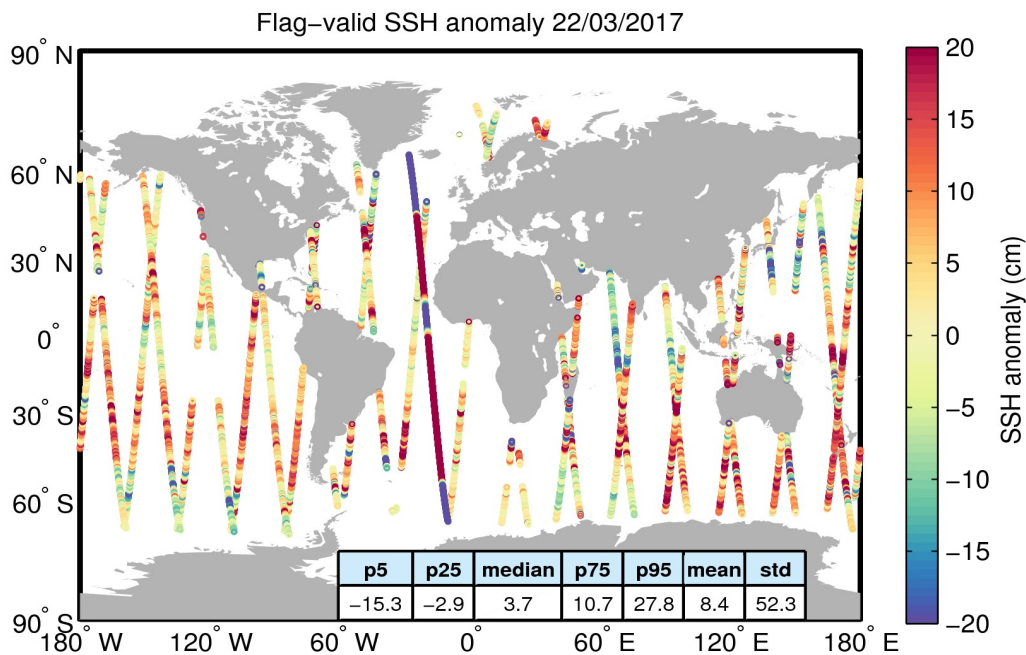 Flag−valid SSH anomaly 22/03/2017
90° N
60° N
30° N
0°
30° S
60° S
90° S
180° W
120° W
60° W
0°
60° E
120° E
180° E
p5 p25 median p75 p95 mean std
−15.3 −2.9 3.7 10.7 27.8 8.4 52.3
20
15
10
5
0
−5
−10
−15
−20
SSH anomaly (cm)